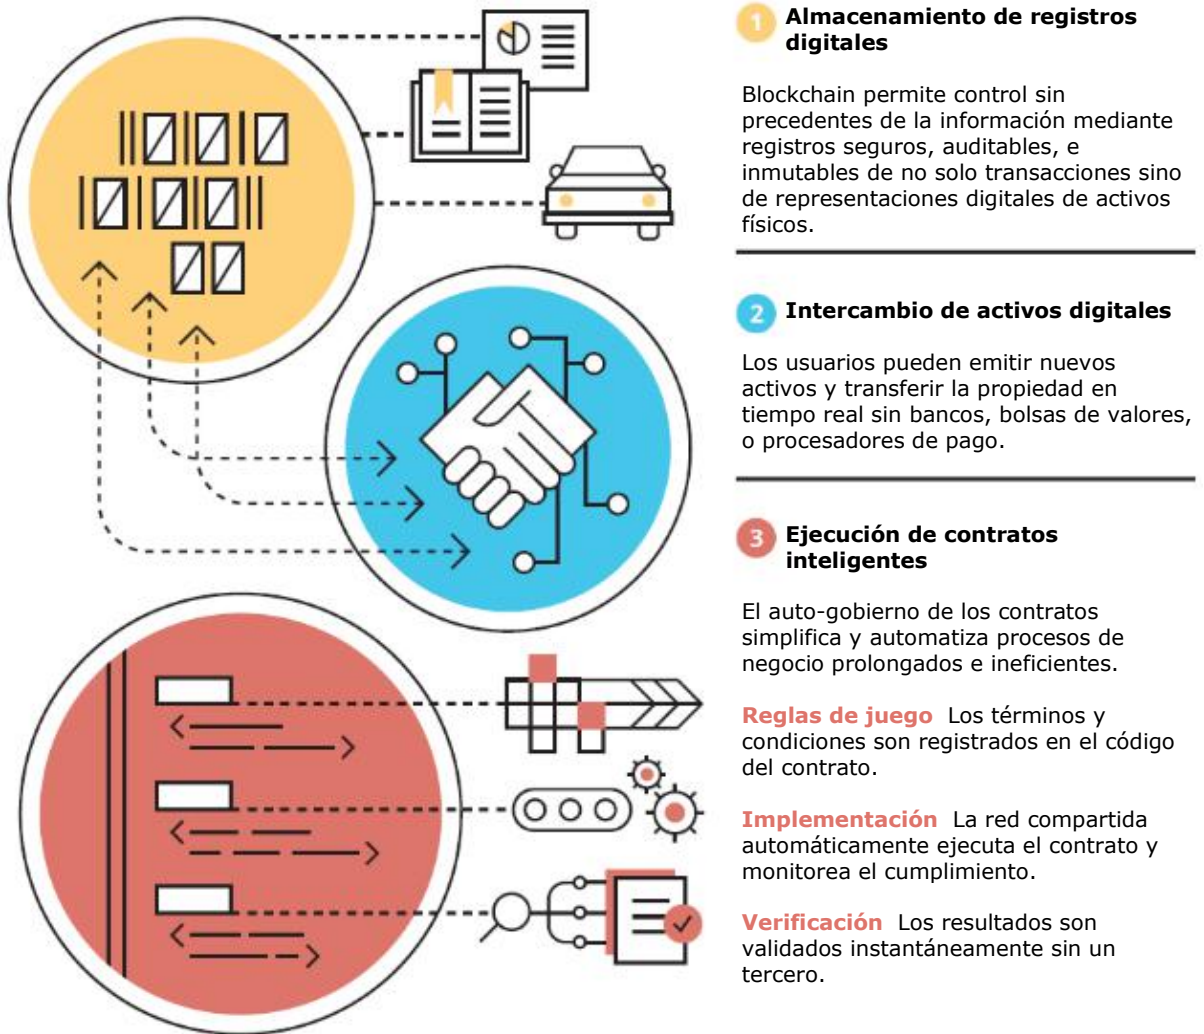 1 Almacenamiento de registros
digitales
Blockchain permite control sin
precedentes de la información mediante
registros seguros, auditables, e
inmutables de no solo transacciones sino
de representaciones digitales de activos
físicos.
2 Intercambio de activos digitales
Los usuarios pueden emitir nuevos
activos y transferir la propiedad en
tiempo real sin bancos, bolsas de valores,
o procesadores de pago.
3 Ejecución de contratos
inteligentes
El auto-gobierno de los contratos
simplifica y automatiza procesos de
negocio prolongados e ineficientes.
Reglas de juego Los términos y
condiciones son registrados en el código
del contrato.
Implementación La red compartida
automáticamente ejecuta el contrato y
monitorea el cumplimiento.
Verificación Los resultados son
validados instantáneamente sin un
tercero.